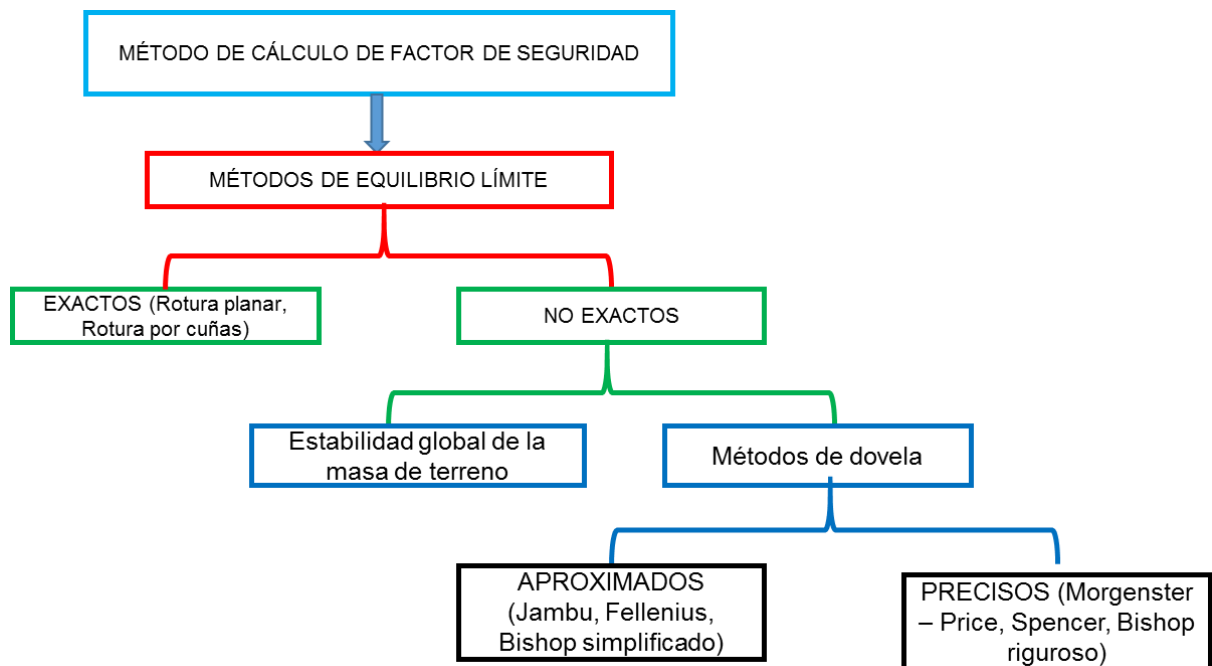 MÉTODO DE CÁLCULO DE FACTOR DE SEGURIDAD
MÉTODOS DE EQUILIBRIO LÍMITE
EXACTOS (Rotura planar,
Rotura por cuñas)
NO EXACTOS
Estabilidad global de la
masa de terreno
Métodos de dovela
APROXIMADOS
(Jambu, Fellenius,
Bishop simplificado)
PRECISOS (Morgenster
– Price, Spencer, Bishop
riguroso)